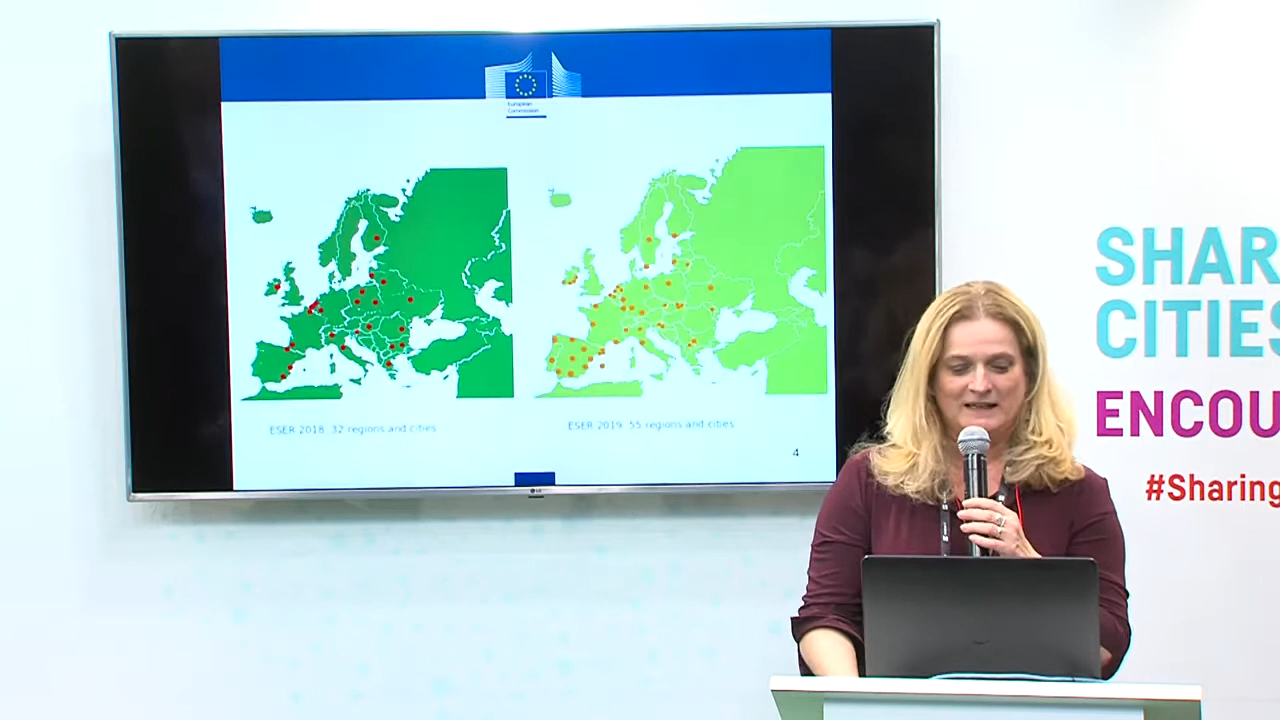 European
Commission
ESER 2018: 32 regions and cities
ESER 2019: 55 regions and cities
4
LG
SHAR
CITIES
ENCOU
#Sharing